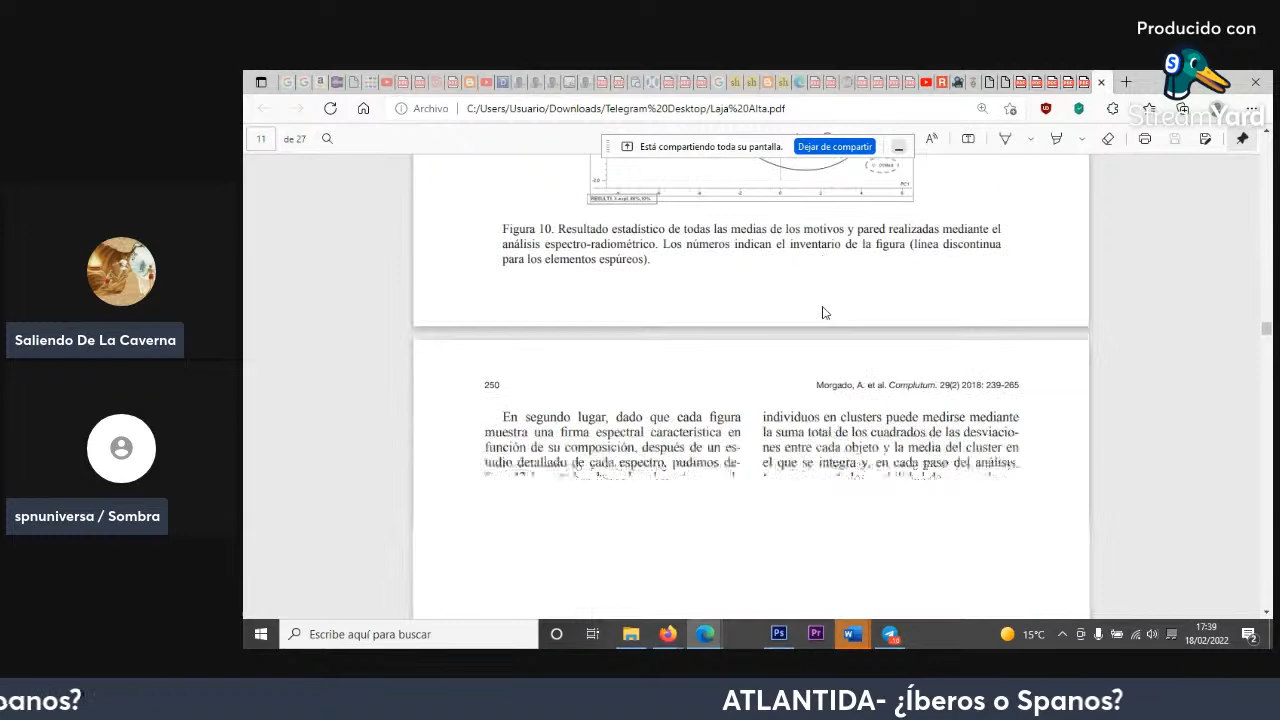 Producido con
StreamYard
Archivo
C:/Users/Usuario/Downloads/Telegram%20Desktop/Laja%20Alta.pdf
11
de 27
Está compartiendo toda su pantalla.
Dejar de compartir
PC1
Figura 10. Resultado estadístico de todas las medias de los motivos y pared realizadas mediante el
análisis espectro-radiométrico. Los números indican el inventario de la figura (línea discontinua
para los elementos espúreos).
250
Morgado, A. et al. Complutum. 29(2) 2018: 239-265
En segundo lugar, dado que cada figura
muestra una firma espectral característica en
función de su composición, después de un es-
tudio detallado de cada espectro, pudimos de-
individuos en clusters puede medirse mediante
la suma total de los cuadrados de las desviacio-
nes entre cada objeto y la media del cluster en
el que se integra y, en cada paso del análisis,
Saliendo De La Caverna
spnuniversa / Sombra
Escribe aquí para buscar
15°C
17:39
18/02/2022
panos?
ATLANTIDA- ¿Íberos o Spanos?